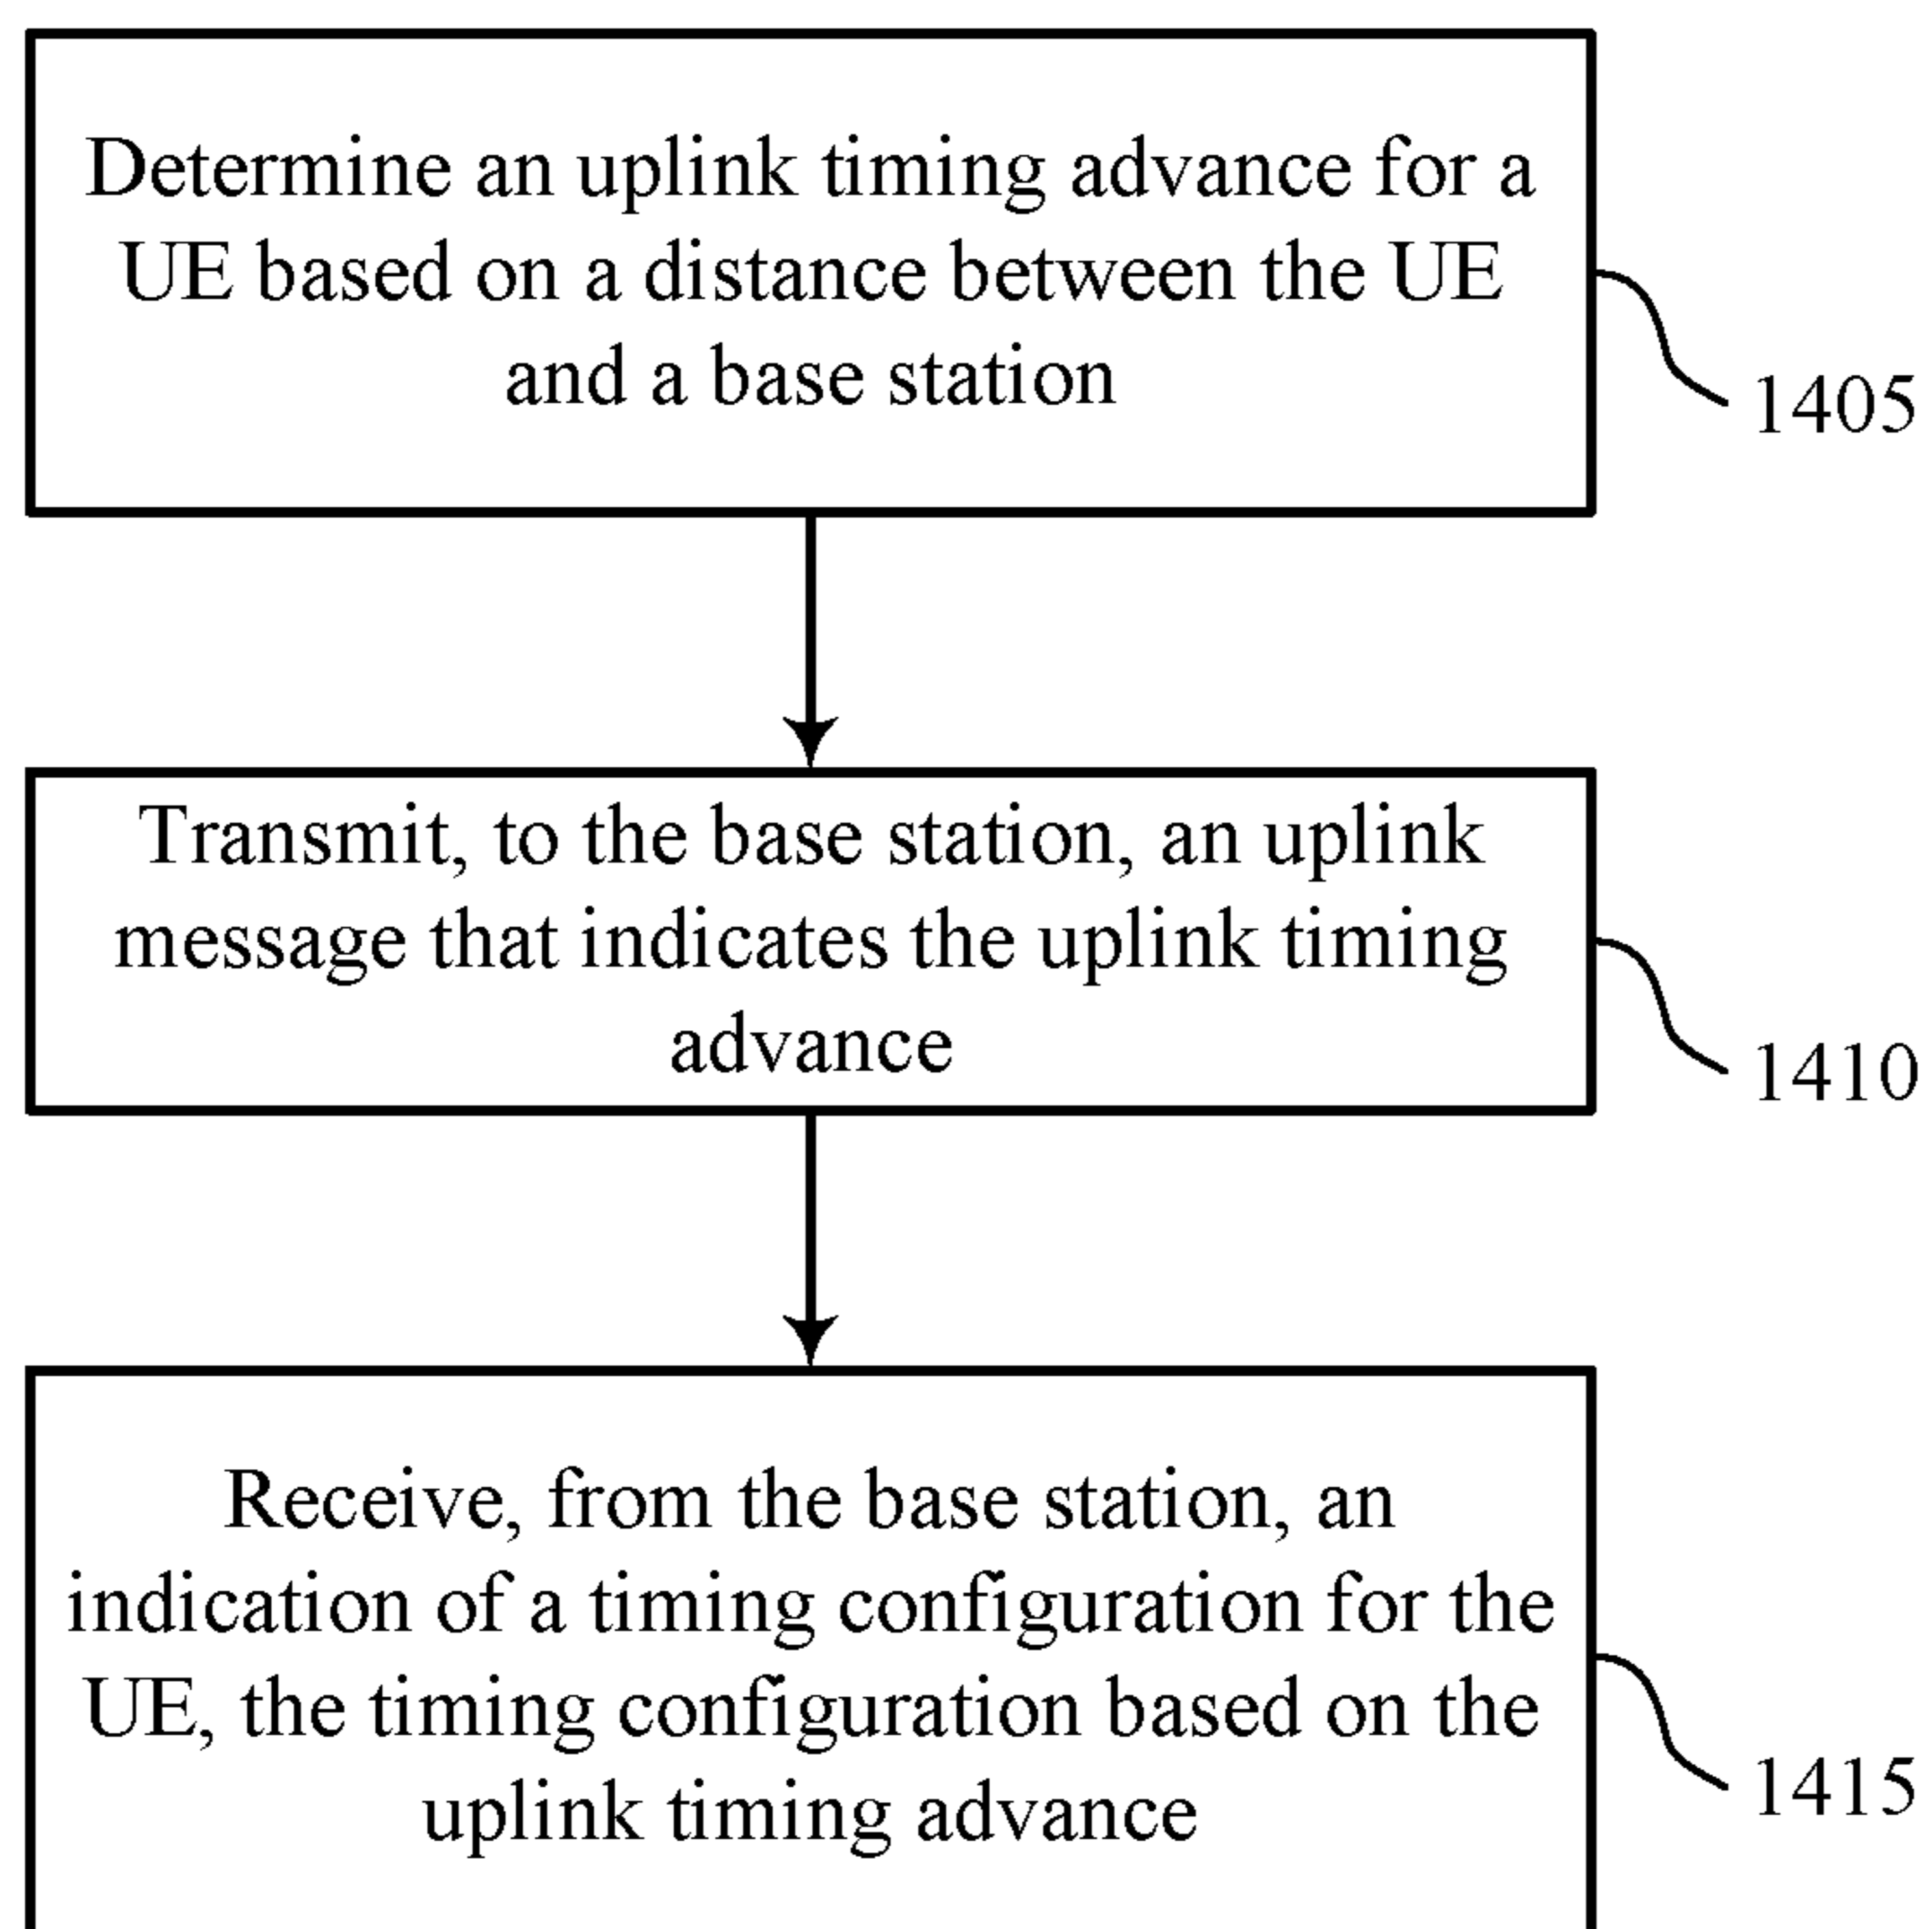 Determine an uplink timing advance for a
UE based on a distance between the UE
and a base station
1405
Transmit, to the base station, an uplink
message that indicates the uplink timing
advance
1410
Receive, from the base station, an
indication of a timing configuration for the
UE, the timing configuration based on the
uplink timing advance
1415